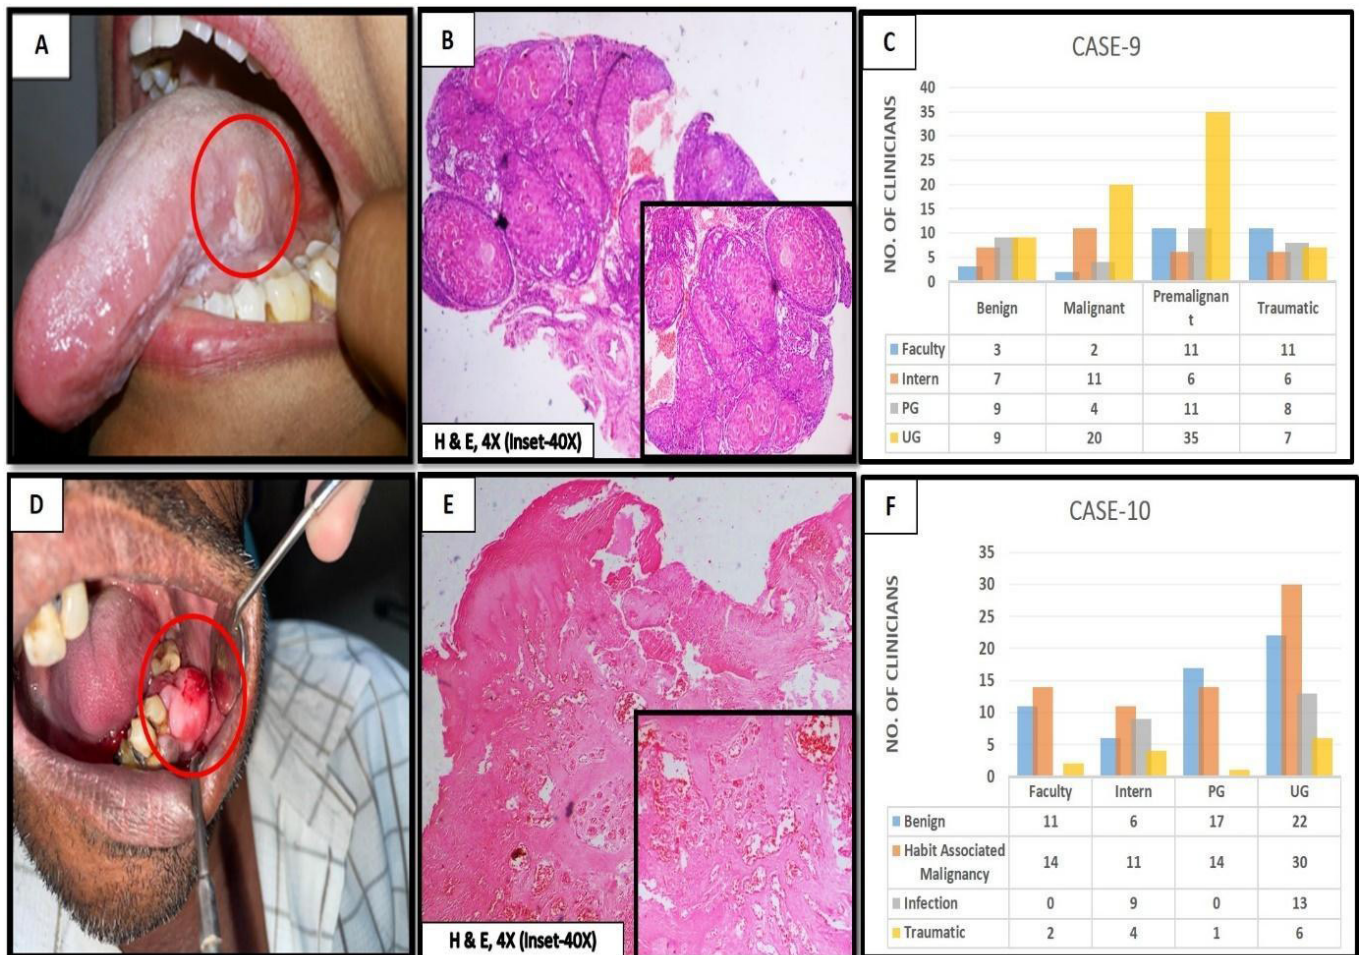 A
B
H & E, 4X (Inset-40X)
C
CASE-9
NO. OF CLINICIANS
40
35
30
25
20
15
10
5
0
Benign Malignant Premalignan Traumatic
t
Faculty 3 2 11 11
Intern 7 11 6 6
PG 9 4 11 8
UG 9 20 35 7
D
E
H & E, 4X (Inset-40X)
F
CASE-10
NO. OF CLINICIANS
35
30
25
20
15
10
5
0
Faculty Intern PG UG
Benign 11 6 17 22
Habit Associated
Malignancy 14 11 14 30
Infection 0 9 0 13
Traumatic 2 4 1 6